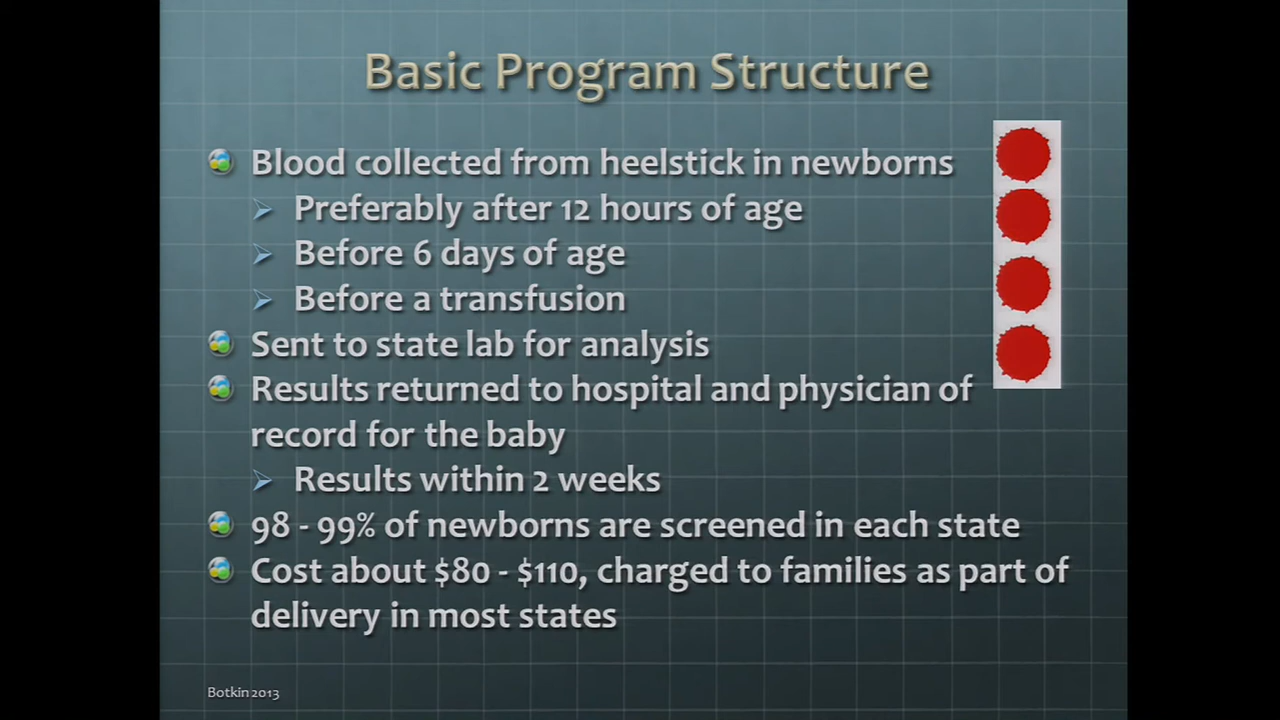 Basic Program Structure
Blood collected from heelstick in newborns
Preferably after 12 hours of age
Before 6 days of age
Before a transfusion
Sent to state lab for analysis
Results returned to hospital and physician of
record for the baby
Results within 2 weeks
98 - 99% of newborns are screened in each state
Cost about $80 - $110, charged to families as part of
delivery in most states
Botkin 2013